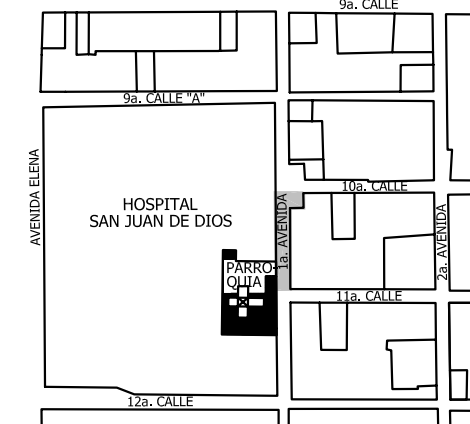 9a. CALLE
9a. CALLE "A"
AVENIDA ELENA
HOSPITAL
SAN JUAN DE DIOS
10a. CALLE
1a. AVENIDA
2a. AVENIDA
PARRO-
QUIA
11a. CALLE
12a. CALLE